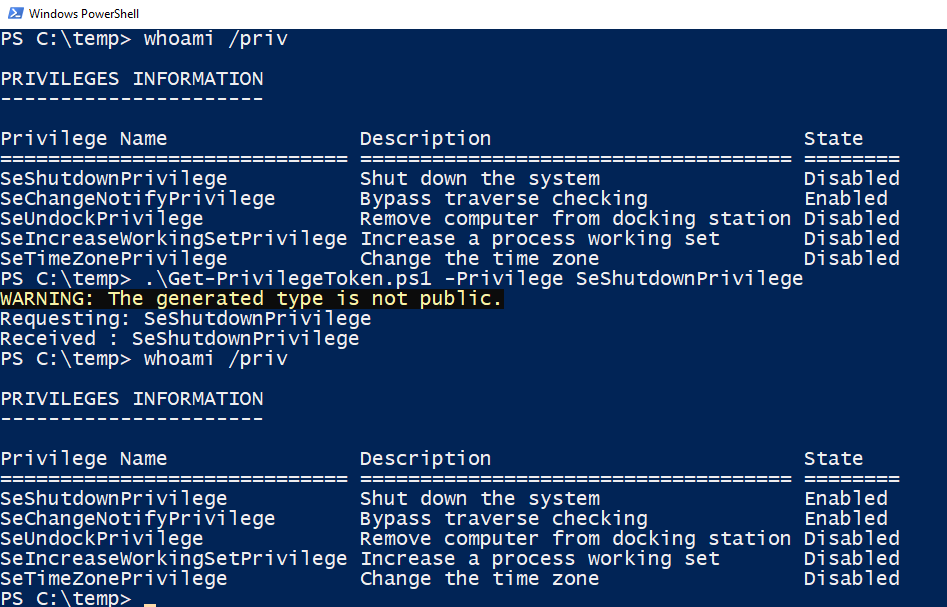 Windows PowerShell
PS C:\temp> whoami /priv
PRIVILEGES INFORMATION
----------------------
Privilege Name                Description                          State
============================= ==================================== ========
SeShutdownPrivilege           Shut down the system                 Disabled
SeChangeNotifyPrivilege       Bypass traverse checking             Enabled
SeUndockPrivilege             Remove computer from docking station Disabled
SeIncreaseWorkingSetPrivilege Increase a process working set       Disabled
SeTimeZonePrivilege           Change the time zone                 Disabled
PS C:\temp> .\Get-PrivilegeToken.ps1 -Privilege SeShutdownPrivilege
WARNING: The generated type is not public.
Requesting: SeShutdownPrivilege
Received : SeShutdownPrivilege
PS C:\temp> whoami /priv
PRIVILEGES INFORMATION
----------------------
Privilege Name                Description                          State
============================= ==================================== ========
SeShutdownPrivilege           Shut down the system                 Enabled
SeChangeNotifyPrivilege       Bypass traverse checking             Enabled
SeUndockPrivilege             Remove computer from docking station Disabled
SeIncreaseWorkingSetPrivilege Increase a process working set       Disabled
SeTimeZonePrivilege           Change the time zone                 Disabled
PS C:\temp>